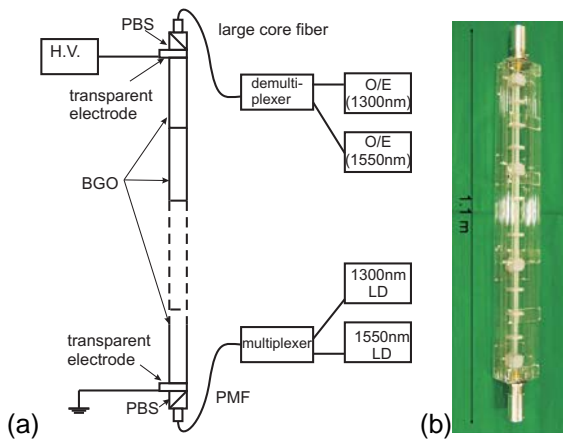 PBS
large core fiber
H.V.
transparent
electrode
demulti-
plexer
O/E
(1300nm)
O/E
(1550nm)
BGO
1300nm
LD
1550nm
LD
multiplexer
transparent
electrode
PBS
PMF
(a)
1.1 m
(b)